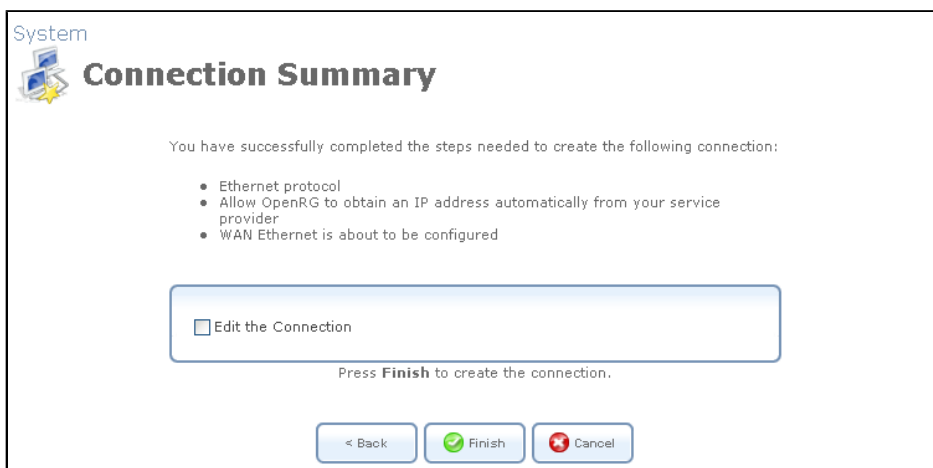 System
Connection Summary
You have successfully completed the steps needed to create the following connection:
● Ethernet protocol
● Allow OpenRG to obtain an IP address automatically from your service
provider
● WAN Ethernet is about to be configured
Edit the Connection
Press Finish to create the connection.
< Back
Finish
Cancel